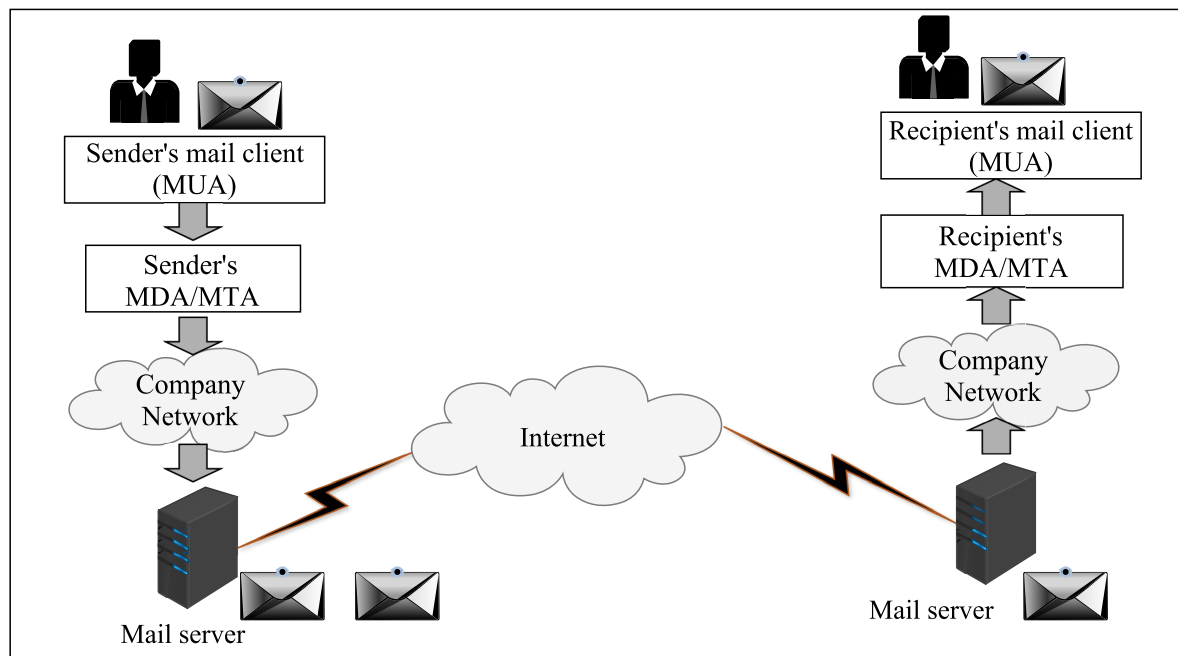 Sender's mail client
(MUA)
Sender's
MDA/MTA
Company
Network
Mail server
Internet
Recipient's mail client
(MUA)
Recipient's
MDA/MTA
Company
Network
Mail server